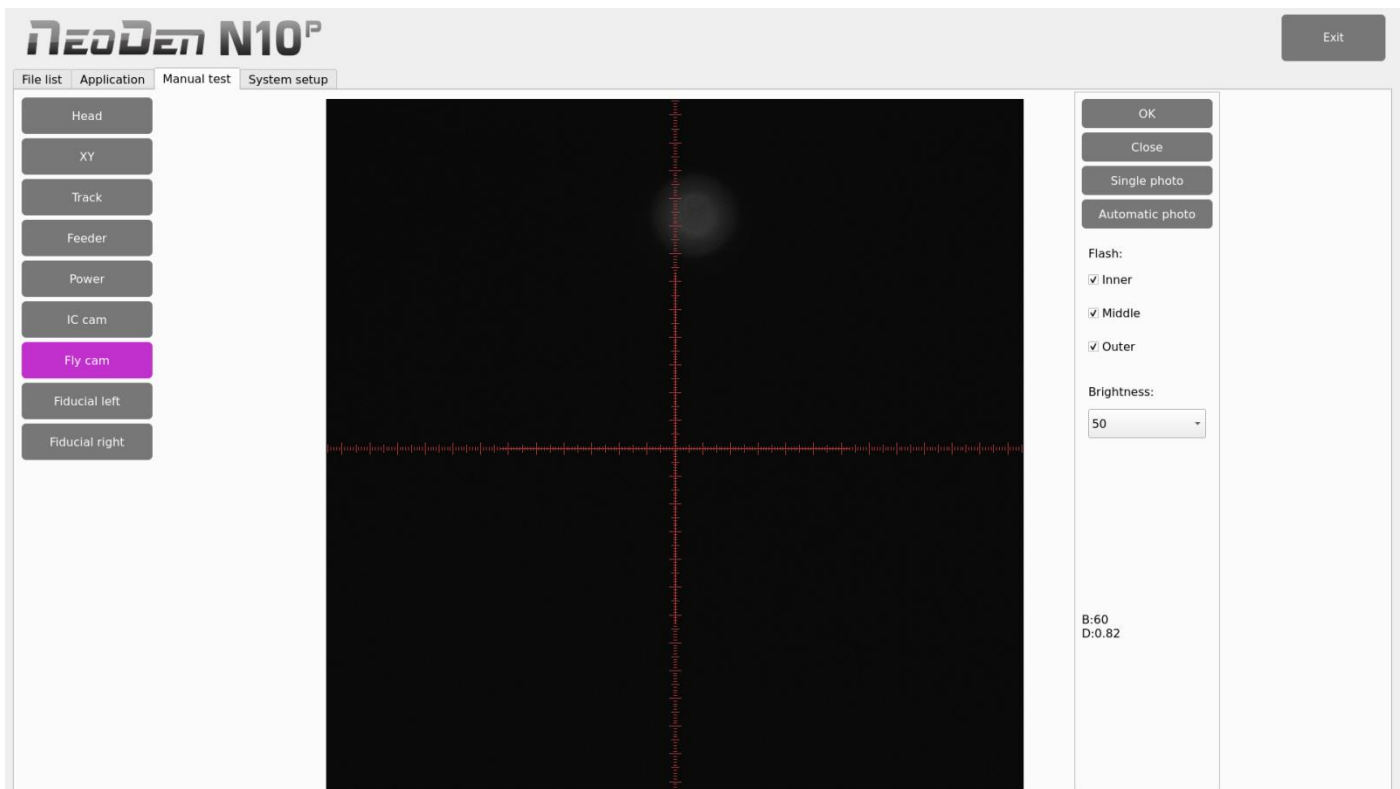 NeoDen N10P
Exit
File list Application Manual test System setup
Head
XY
Track
Feeder
Power
IC cam
Fly cam
Fiducial left
Fiducial right
OK
Close
Single photo
Automatic photo
Flash:
Inner
Middle
Outer
Brightness:
50
B:60
D:0.82